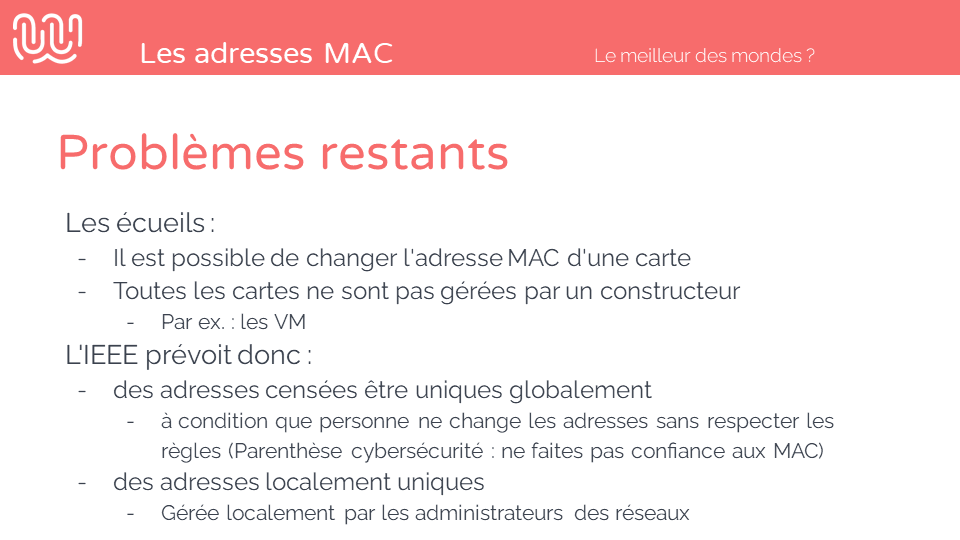 Les adresses MAC
Le meilleur des mondes ?
Problèmes restants
Les écueils :
- Il est possible de changer l'adresse MAC d'une carte
- Toutes les cartes ne sont pas gérées par un constructeur
- Par ex. : les VM
L'IEEE prévoit donc :
- des adresses censées être uniques globalement
- à condition que personne ne change les adresses sans respecter les
règles (Parenthèse cybersécurité : ne faites pas confiance aux MAC)
- des adresses localement uniques
- Gérée localement par les administrateurs des réseaux